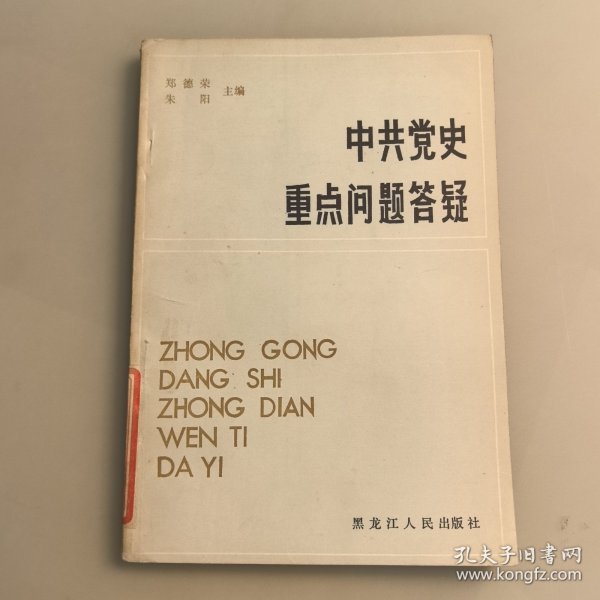 郑德荣
朱 阳 主编
中共党史
重点问题答疑
ZHONG GONG
DANG SHI
ZHONG DIAN
WEN TI
DA YI
黑龙江人民出版社
孔夫子旧书网
www.kongfz.com